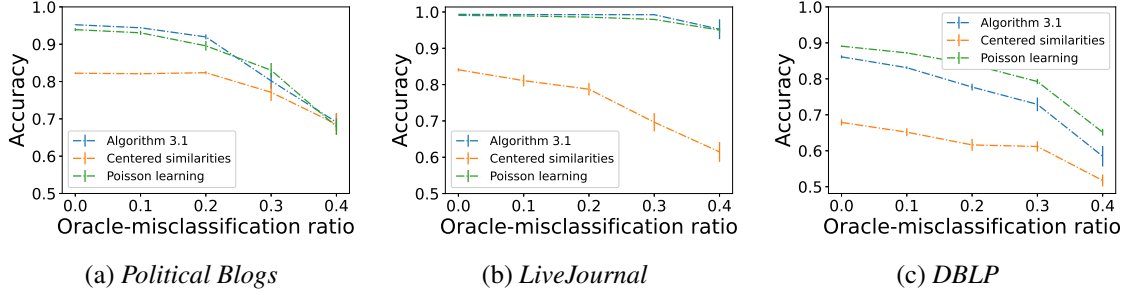 Accuracy
1.0
0.9
0.8
0.7
0.6
0.5
Algorithm 3.1
Centered similarities
Poisson learning
0.0 0.1 0.2 0.3 0.4
Oracle-misclassification ratio
(a) Political Blogs
Accuracy
1.0
0.9
0.8
0.7
0.6
0.5
Algorithm 3.1
Centered similarities
Poisson learning
0.0 0.1 0.2 0.3 0.4
Oracle-misclassification ratio
(b) LiveJournal
Accuracy
1.0
0.9
0.8
0.7
0.6
0.5
Algorithm 3.1
Centered similarities
Poisson learning
0.0 0.1 0.2 0.3 0.4
Oracle-misclassification ratio
(c) DBLP